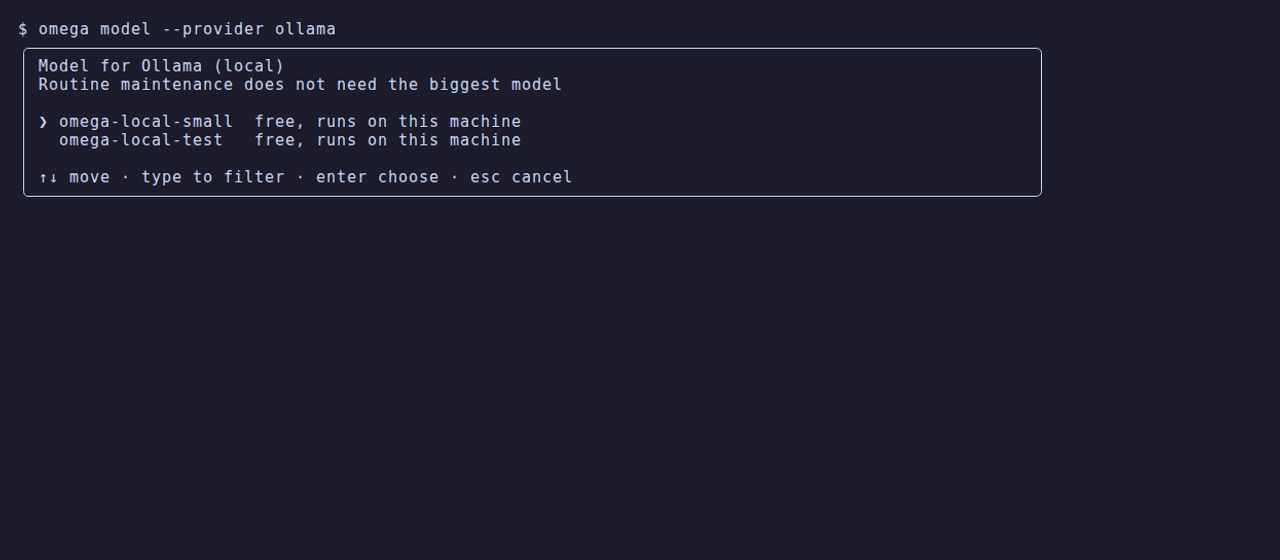 $ omega model --provider ollama
Model for Ollama (local)
Routine maintenance does not need the biggest model
❯ omega-local-small  free, runs on this machine
omega-local-test   free, runs on this machine
↑↓ move · type to filter · enter choose · esc cancel